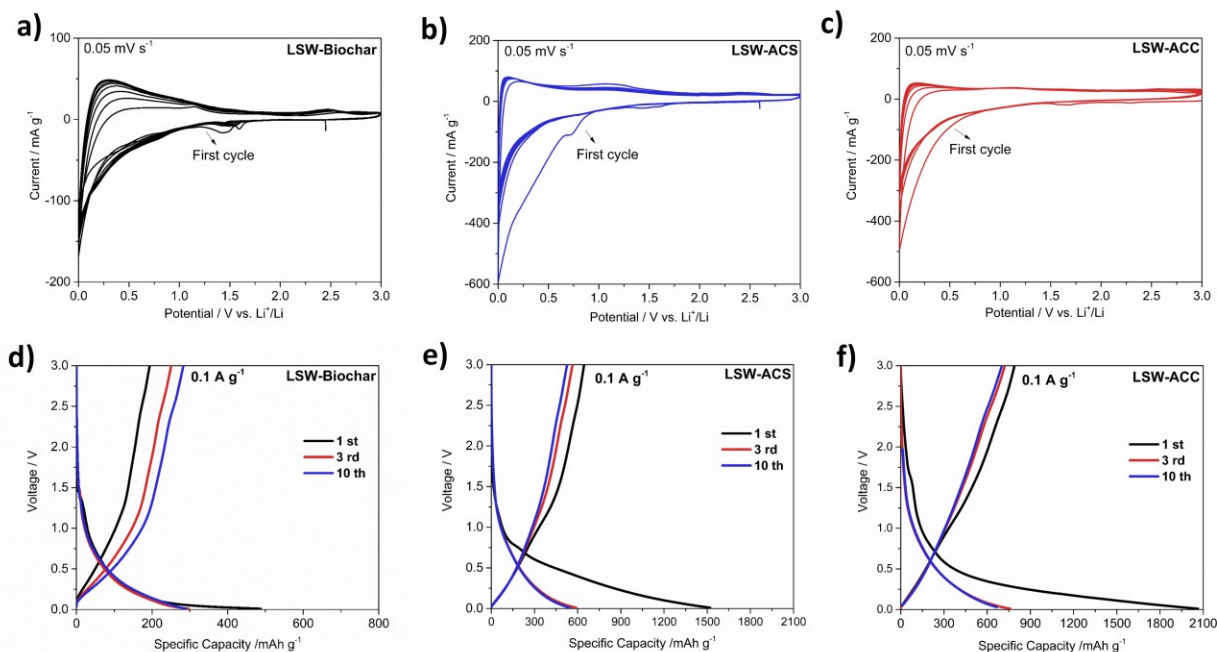 a)
0.05 mV s⁻¹
LSW-Biochar
100
50
0
-50
-100
-200
Current / mA g⁻¹
First cycle
0.0 0.5 1.0 1.5 2.0 2.5 3.0
Potential / V vs. Li⁺/Li
b)
0.05 mV s⁻¹
LSW-ACS
200
0
-200
-400
-600
Current / mA g⁻¹
First cycle
0.0 0.5 1.0 1.5 2.0 2.5 3.0
Potential / V vs. Li⁺/Li
c)
0.05 mV s⁻¹
LSW-ACC
200
0
-200
-400
-600
Current / mA g⁻¹
First cycle
0.0 0.5 1.0 1.5 2.0 2.5 3.0
Potential / V vs. Li⁺/Li
d)
0.1 A g⁻¹
LSW-Biochar
3.0
2.5
2.0
1.5
1.0
0.5
0.0
Voltage / V
1 st
3 rd
10 th
0 200 400 600 800
Specific Capacity /mAh g⁻¹
e)
0.1 A g⁻¹
LSW-ACS
3.0
2.5
2.0
1.5
1.0
0.5
0.0
Voltage / V
1 st
3 rd
10 th
0 300 600 900 1200 1500 1800 2100
Specific Capacity /mAh g⁻¹
f)
0.1 A g⁻¹
LSW-ACC
3.0
2.5
2.0
1.5
1.0
0.5
0.0
Voltage / V
1 st
3 rd
10 th
0 300 600 900 1200 1500 1800 2100
Specific Capacity /mAh g⁻¹